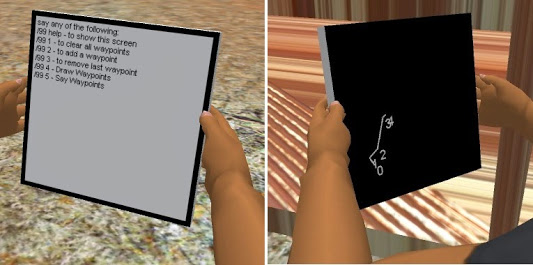 say any of the following:
/99 help - to show this screen
/99 1 - to clear all waypoints
/99 2 - to add a waypoint
/99 3 - to remove last waypoint
/99 4 - Draw Waypoints
/99 5 - Say Waypoints
34
2
0